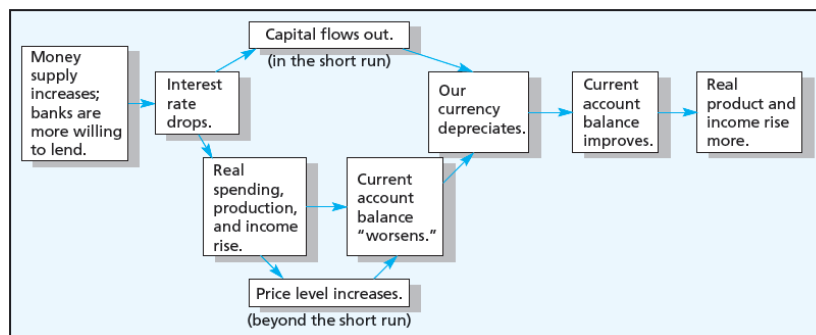 Money
supply
increases;
banks are
more willing
to lend.
Interest
rate
drops.
Capital flows out.
(in the short run)
Real
spending,
production,
and income
rise.
Current
account
balance
“worsens.”
Price level increases.
(beyond the short run)
Our
currency
depreciates.
Current
account
balance
improves.
Real
product and
income rise
more.